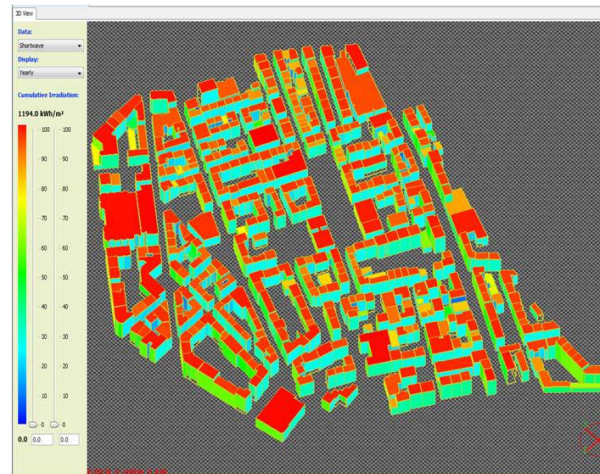 3D View
Data:
Shortwave
Display:
Yearly
Cumulative Irradiation:
1194.0 kWh/m²
100 100
90 90
80 80
70 70
60 60
50 50
40 40
30 30
20 20
10 10
0 0
0.0 0.0 0.0